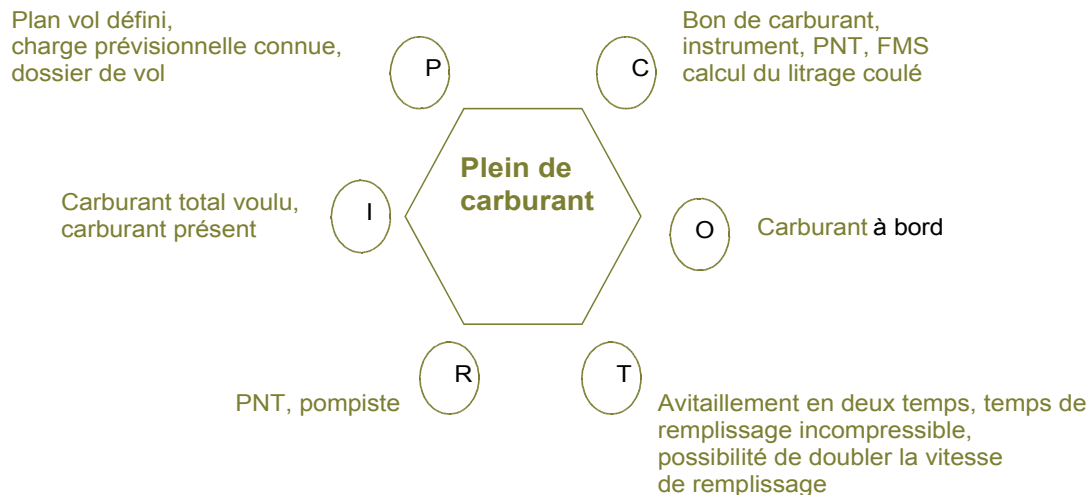 Plan vol défini,
charge prévisionnelle connue,
dossier de vol
P
C
Bon de carburant,
instrument, PNT, FMS
calcul du litrage coulé
Plein de
carburant
I
Carburant total voulu,
carburant présent
O
Carburant à bord
R
PNT, pompiste
T
Avitaillement en deux temps, temps de
remplissage incompressible,
possibilité de doubler la vitesse
de remplissage